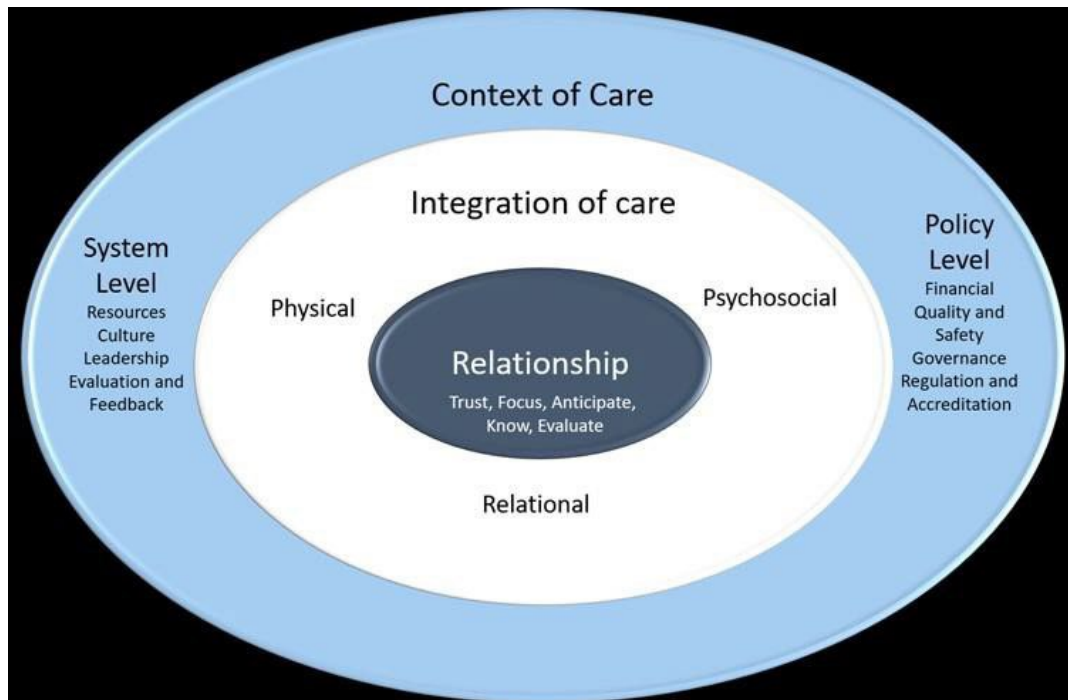 Context of Care
Integration of care
System
Level
Resources
Culture
Leadership
Evaluation and
Feedback
Physical
Relationship
Trust, Focus, Anticipate,
Know, Evaluate
Psychosocial
Relational
Policy
Level
Financial
Quality and
Safety
Governance
Regulation and
Accreditation